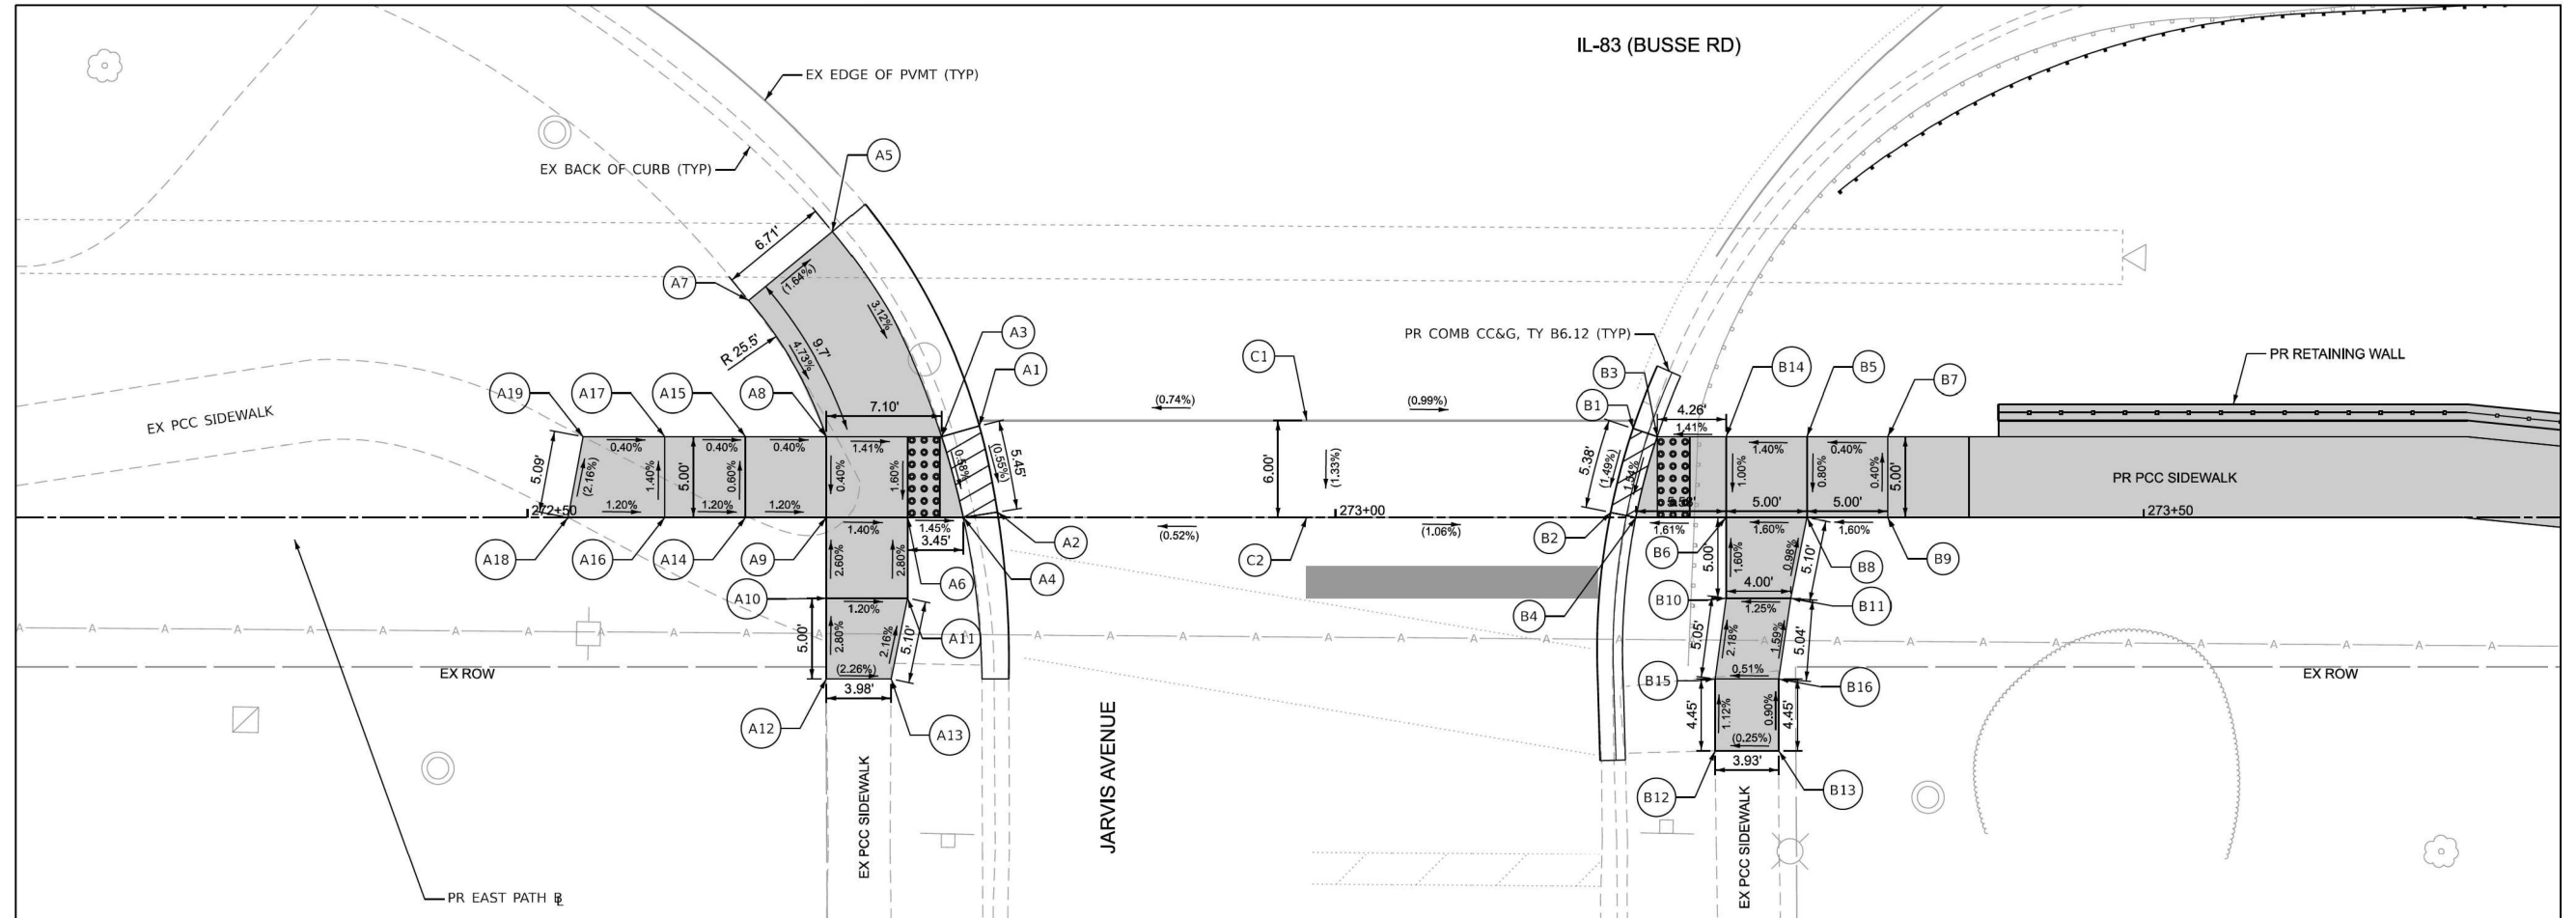 IL-83 (BUSSE RD)
EX EDGE OF PVMT (TYP)
EX BACK OF CURB (TYP)
A5
6.71'
(1.64%)
A7
3.12%
9.7'
4.73%
R 25.5'
A3
A1
C1
PR COMB CC&G, TY B6.12 (TYP)
B3
B14
B5
B7
PR RETAINING WALL
EX PCC SIDEWALK
A19
A17
A15
A8
7.10'
(0.74%)
(0.99%)
B1
4.26'
1.41%
0.40%
0.40%
0.40%
1.41%
1.40%
0.40%
5.09'
(2.16%)
1.40%
5.00'
0.60%
0.40%
1.60%
0.58%
(0.55%)
5.45'
6.00'
(1.33%)
5.38'
(1.49%)
1.54%
1.00%
0.80%
0.40%
5.00'
PR PCC SIDEWALK
1.20%
1.20%
1.20%
5.58'
5.00'
5.00'
272+50
273+00
273+50
1.40%
1.45%
3.45'
(0.52%)
(1.06%)
1.61%
1.60%
1.60%
A18
A16
A14
A9
A6
A4
A2
C2
B2
B6
B8
B9
2.60%
2.80%
5.00'
1.60%
0.98%
5.10'
A10
1.20%
A11
B4
B10
4.00'
1.25%
B11
5.00'
2.80%
2.16%
5.10'
5.05'
2.18%
1.59%
5.04'
A A A A A A A A A A A A A A A A A A A A A A A A A A A A A A A A A A A
EX ROW
(2.26%)
3.98'
B15
0.51%
B16
EX ROW
A12
A13
4.45'
1.12%
0.90%
4.45'
(0.25%)
3.93'
B12
B13
EX PCC SIDEWALK
JARVIS AVENUE
EX PCC SIDEWALK
PR EAST PATH BL